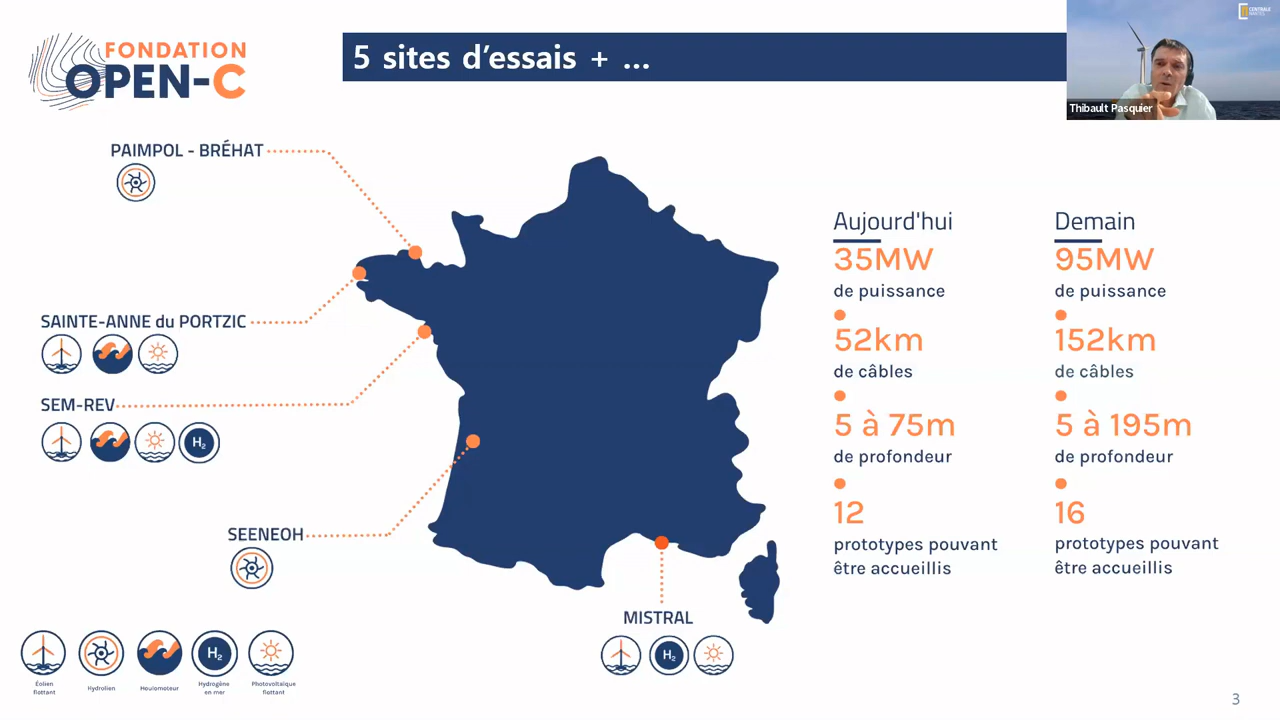 FONDATION
OPEN-C
5 sites d'essais + ...
CENTRALE
NANTES
Thibault Pasquier
PAIMPOL - BRÉHAT
SAINTE-ANNE du PORTZIC
SEM-REV
H₂
SEENEOH
MISTRAL
H₂
Aujourd'hui
35MW
de puissance
52km
de câbles
5 à 75m
de profondeur
12
prototypes pouvant
être accueillis
Demain
95MW
de puissance
152km
de câbles
5 à 195m
de profondeur
16
prototypes pouvant
être accueillis
H₂
Éolien
flottant
Hydrolien
Houlomoteur
Hydrogène
en mer
Photovoltaïque
flottant
3